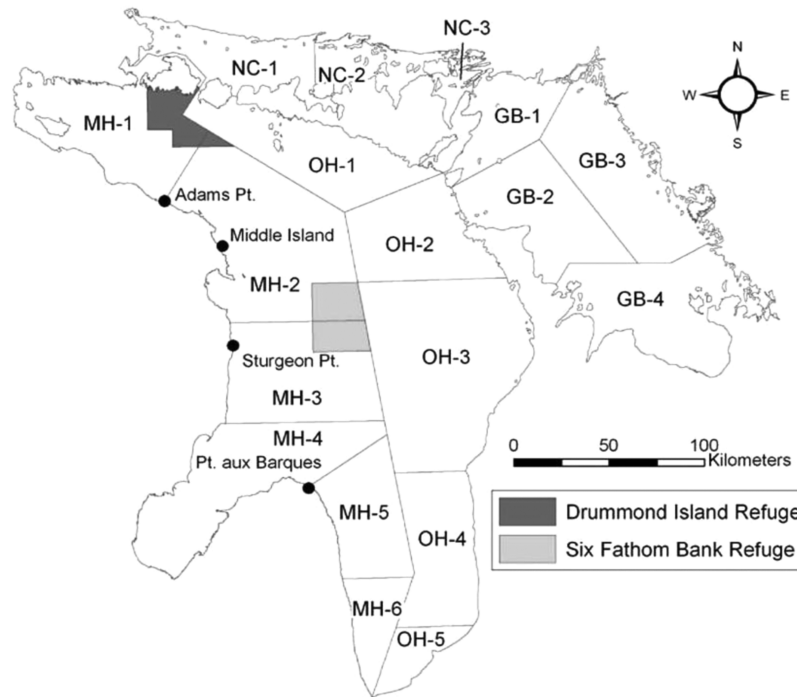 NC-3
NC-1
NC-2
N
W
E
S
MH-1
GB-1
GB-3
OH-1
Adams Pt.
GB-2
Middle Island
OH-2
MH-2
GB-4
Sturgeon Pt.
OH-3
MH-3
MH-4
Pt. aux Barques
0 50 100
Kilometers
MH-5
Drummond Island Refuge
OH-4
Six Fathom Bank Refuge
MH-6
OH-5